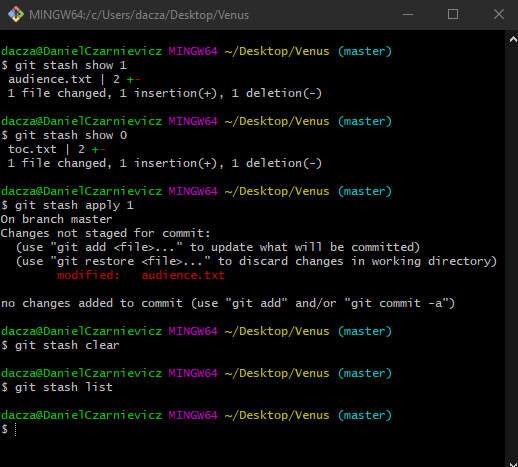 MINGW64:/c/Users/dacza/Desktop/Venus
dacza@DanielCzarnievicz MINGW64 ~/Desktop/Venus (master)
$ git stash show 1
 audience.txt | 2 +-
 1 file changed, 1 insertion(+), 1 deletion(-)
dacza@DanielCzarnievicz MINGW64 ~/Desktop/Venus (master)
$ git stash show 0
 toc.txt | 2 +-
 1 file changed, 1 insertion(+), 1 deletion(-)
dacza@DanielCzarnievicz MINGW64 ~/Desktop/Venus (master)
$ git stash apply 1
On branch master
Changes not staged for commit:
  (use "git add <file>..." to update what will be committed)
  (use "git restore <file>..." to discard changes in working directory)
        modified:   audience.txt
no changes added to commit (use "git add" and/or "git commit -a")
dacza@DanielCzarnievicz MINGW64 ~/Desktop/Venus (master)
$ git stash clear
dacza@DanielCzarnievicz MINGW64 ~/Desktop/Venus (master)
$ git stash list
dacza@DanielCzarnievicz MINGW64 ~/Desktop/Venus (master)
$